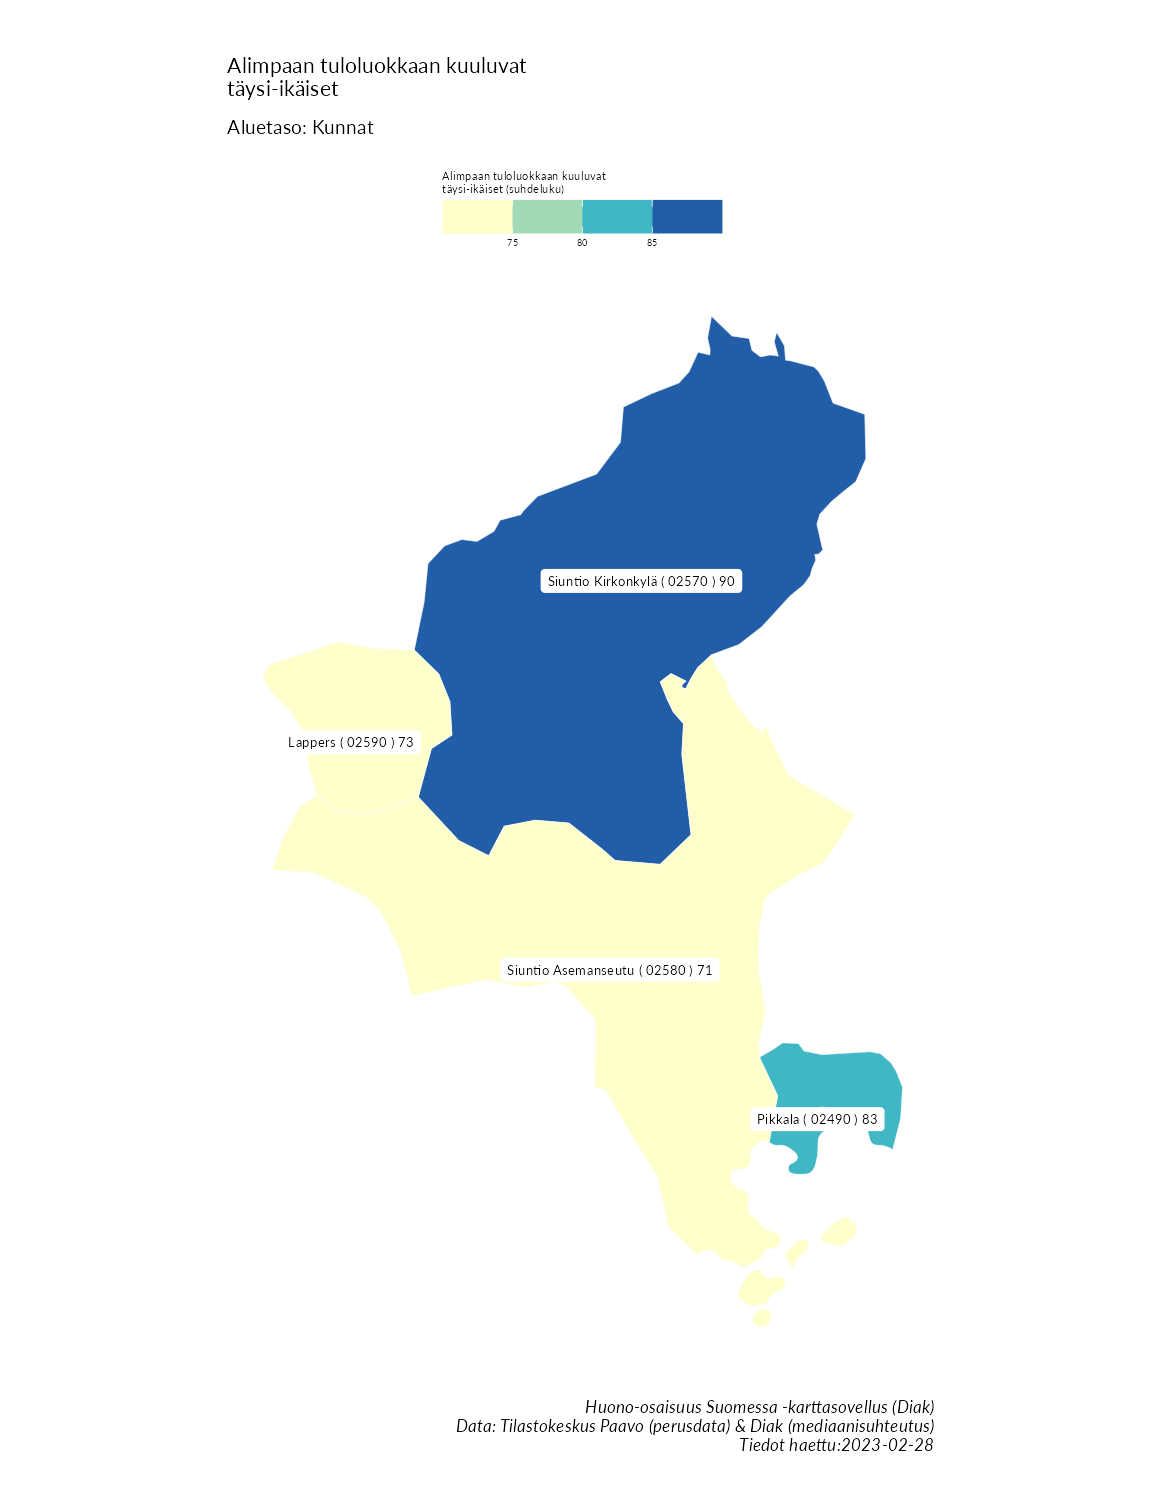 Alimpaan tuloluokkaan kuuluvat
täysi-ikäiset
Aluetaso: Kunnat
Alimpaan tuloluokkaan kuuluvat
täysi-ikäiset (suhdeluku)
75 80 85
Siuntio Kirkonkylä ( 02570 ) 90
Lappers ( 02590 ) 73
Siuntio Asemanseutu ( 02580 ) 71
Pikkala ( 02490 ) 83
Huono-osaisuus Suomessa -karttasovellus (Diak)
Data: Tilastokeskus Paavo (perusdata) & Diak (mediaanisuhteutus)
Tiedot haettu:2023-02-28